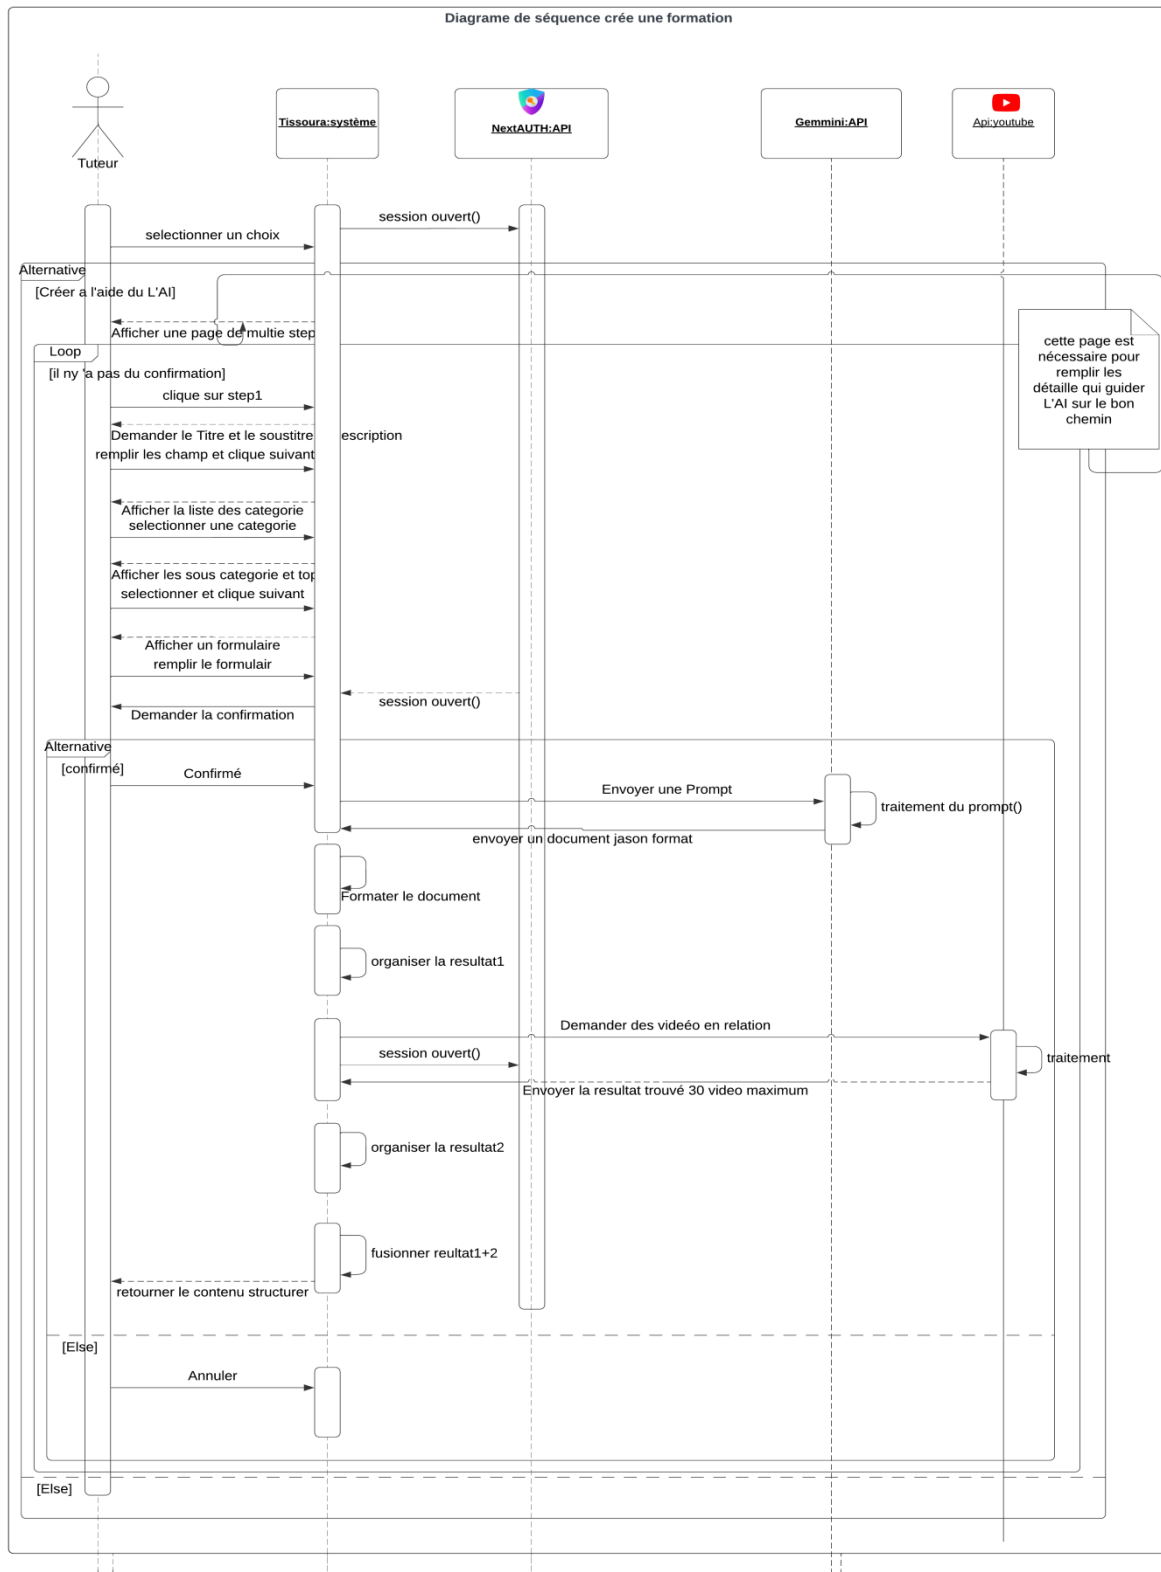 Diagrame de séquence crée une formation
Tuteur
Tissoura:système
NextAUTH:API
Gemmini:API
Api:youtube
session ouvert()
selectionner un choix
Alternative
[Créer a l'aide du L'AI]
Afficher une page de multie step
cette page est
nécessaire pour
remplir les
détaille qui guider
L'AI sur le bon
chemin
Loop
[il ny 'a pas du confirmation]
clique sur step1
Demander le Titre et le soustitre escription
remplir les champ et clique suivant
Afficher la liste des categorie
selectionner une categorie
Afficher les sous categorie et top
selectionner et clique suivant
Afficher un formulaire
remplir le formulair
session ouvert()
Demander la confirmation
Alternative
[confirmé]
Confirmé
Envoyer une Prompt
traitement du prompt()
envoyer un document jason format
Formater le document
organiser la resultat1
Demander des videéo en relation
session ouvert()
traitement
Envoyer la resultat trouvé 30 video maximum
organiser la resultat2
fusionner reultat1+2
retourner le contenu structurer
[Else]
Annuler
[Else]